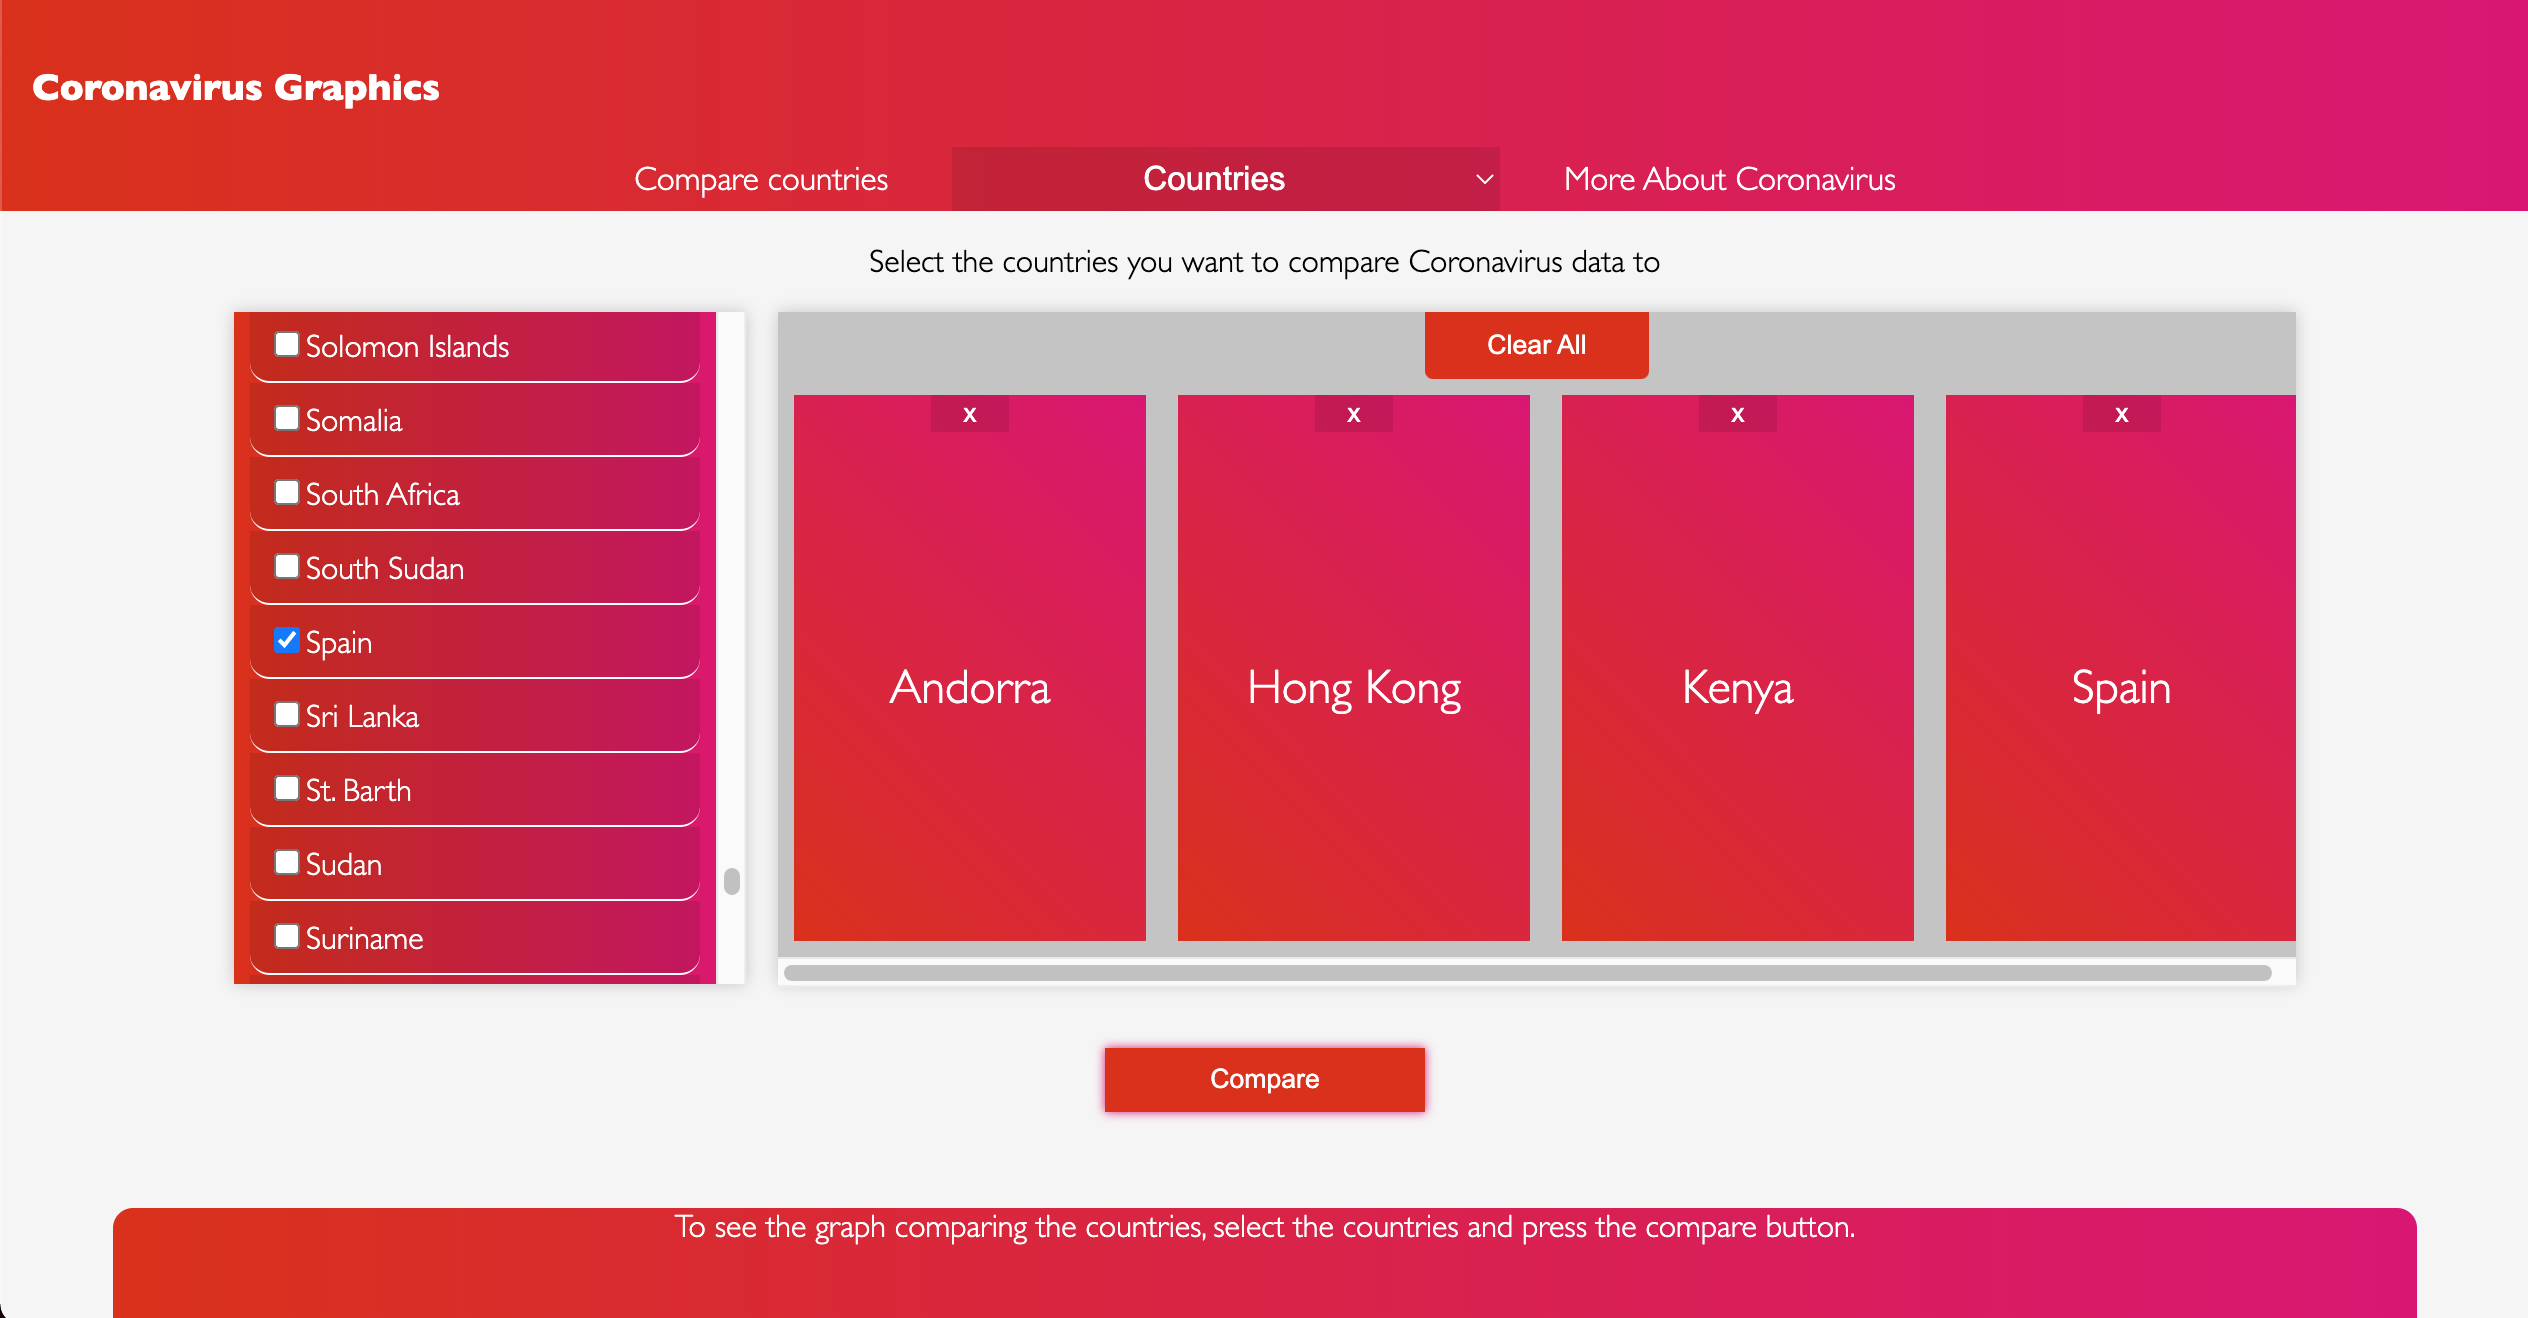 Coronavirus Graphics
Compare countries
Countries
More About Coronavirus
Select the countries you want to compare Coronavirus data to
Solomon Islands
Somalia
South Africa
South Sudan
Spain
Sri Lanka
St. Barth
Sudan
Suriname
Clear All
x x x x
Andorra
Hong Kong
Kenya
Spain
Compare
To see the graph comparing the countries, select the countries and press the compare button.